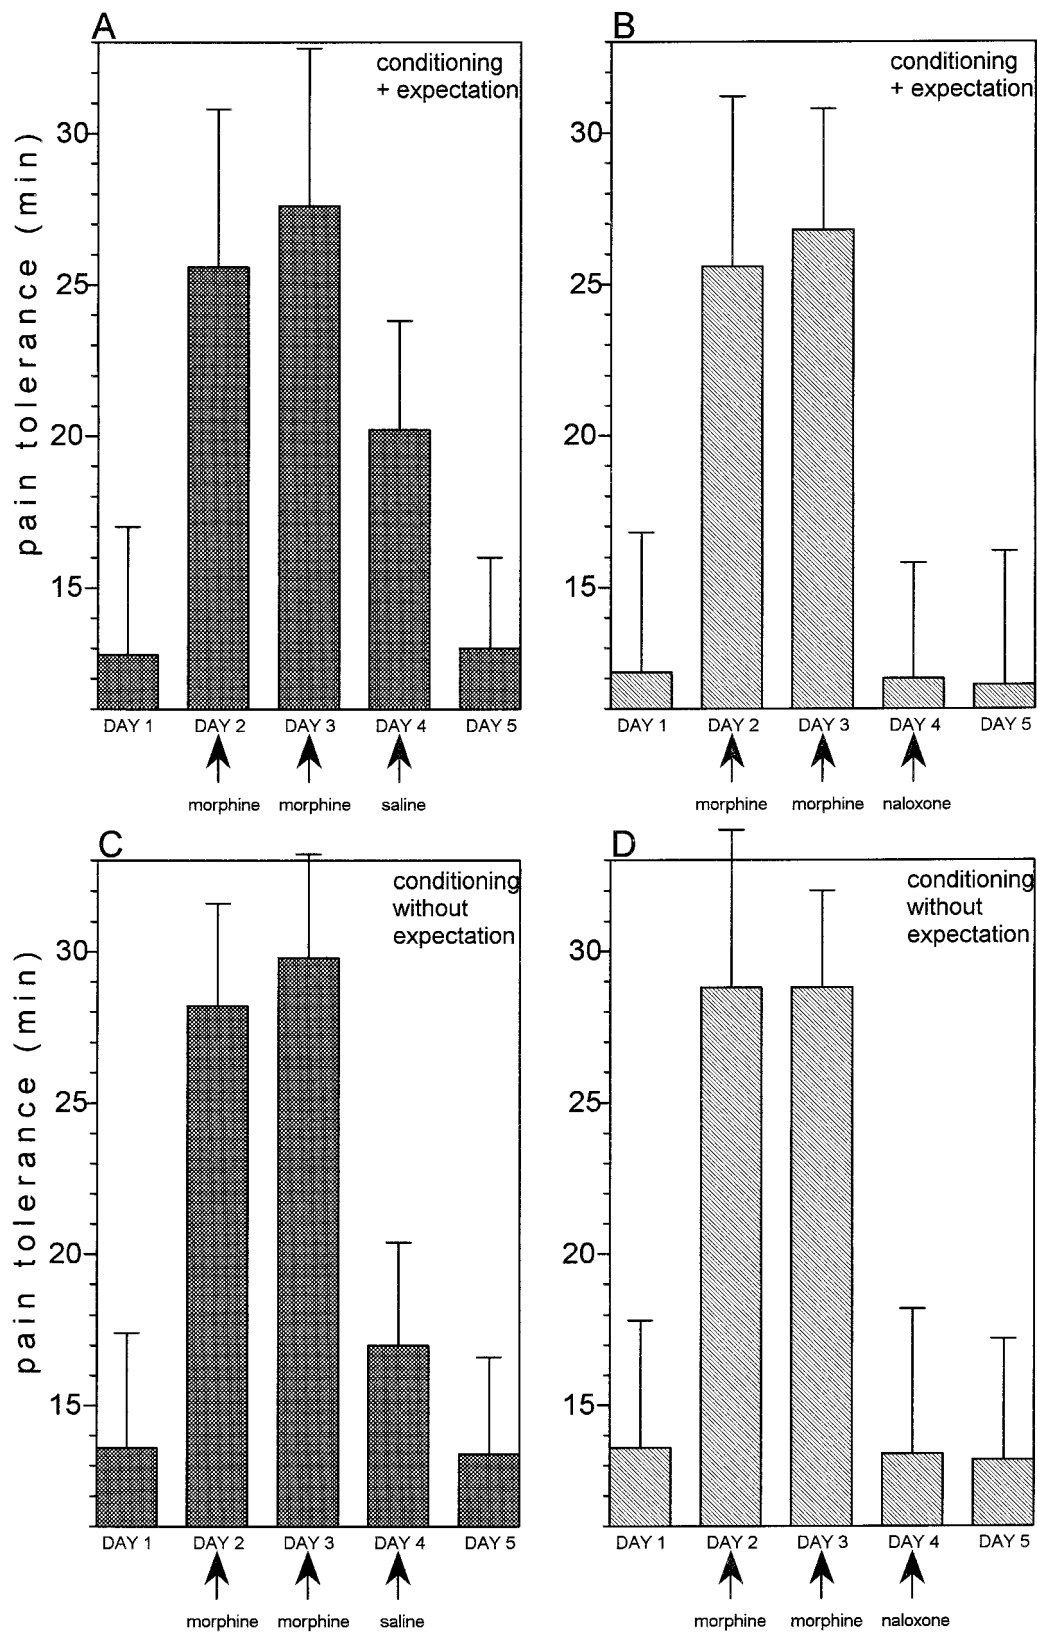 A
conditioning
+ expectation
pain tolerance (min)
30
25
20
15
DAY 1 DAY 2 DAY 3 DAY 4 DAY 5
morphine morphine saline
B
conditioning
+ expectation
30
25
20
15
DAY 1 DAY 2 DAY 3 DAY 4 DAY 5
morphine morphine naloxone
C
conditioning
without
expectation
pain tolerance (min)
30
25
20
15
DAY 1 DAY 2 DAY 3 DAY 4 DAY 5
morphine morphine saline
D
conditioning
without
expectation
30
25
20
15
DAY 1 DAY 2 DAY 3 DAY 4 DAY 5
morphine morphine naloxone